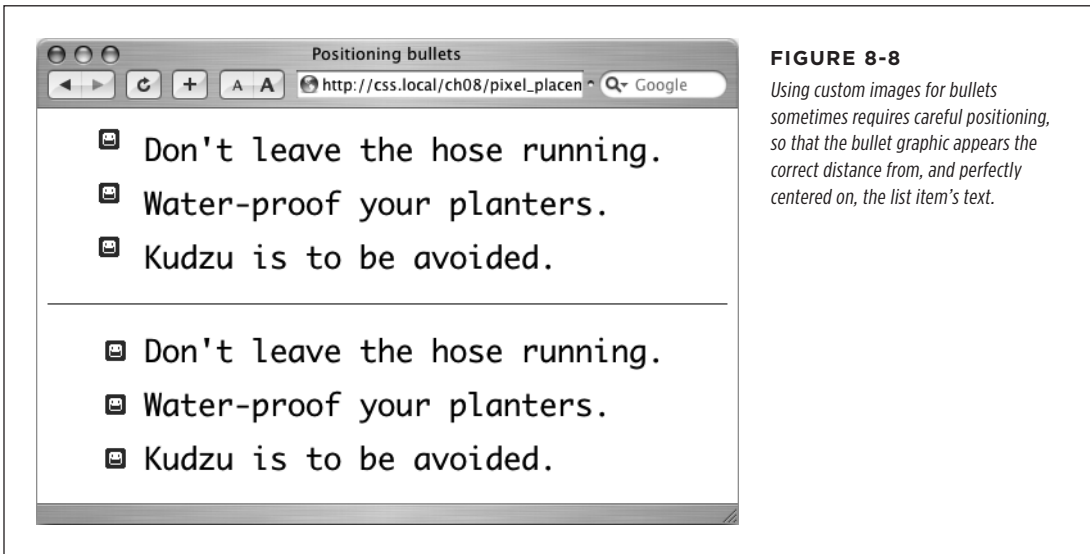 Positioning bullets
A A http://css.local/ch08/pixel_placen Google
Don't leave the hose running.
Water-proof your planters.
Kudzu is to be avoided.
Don't leave the hose running.
Water-proof your planters.
Kudzu is to be avoided.
FIGURE 8-8
Using custom images for bullets
sometimes requires careful positioning,
so that the bullet graphic appears the
correct distance from, and perfectly
centered on, the list item’s text.